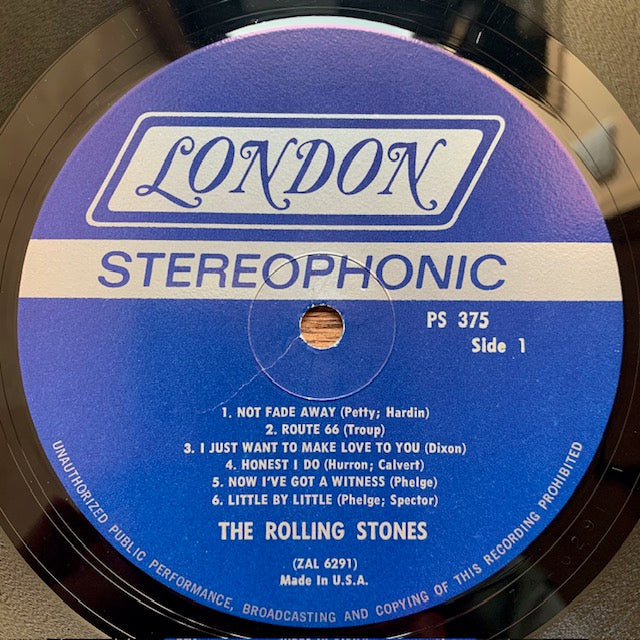 LONDON
STEREOPHONIC
PS 375
Side 1
1. NOT FADE AWAY (Petty; Hardin)
2. ROUTE 66 (Troup)
3. I JUST WANT TO MAKE LOVE TO YOU (Dixon)
4. HONEST I DO (Hurron; Calvert)
5. NOW I'VE GOT A WITNESS (Phelge)
6. LITTLE BY LITTLE (Phelge; Spector)
THE ROLLING STONES
(ZAL 6291)
Made In U.S.A.
UNAUTHORIZED PUBLIC PERFORMANCE, BROADCASTING AND COPYING OF THIS RECORDING PROHIBITED